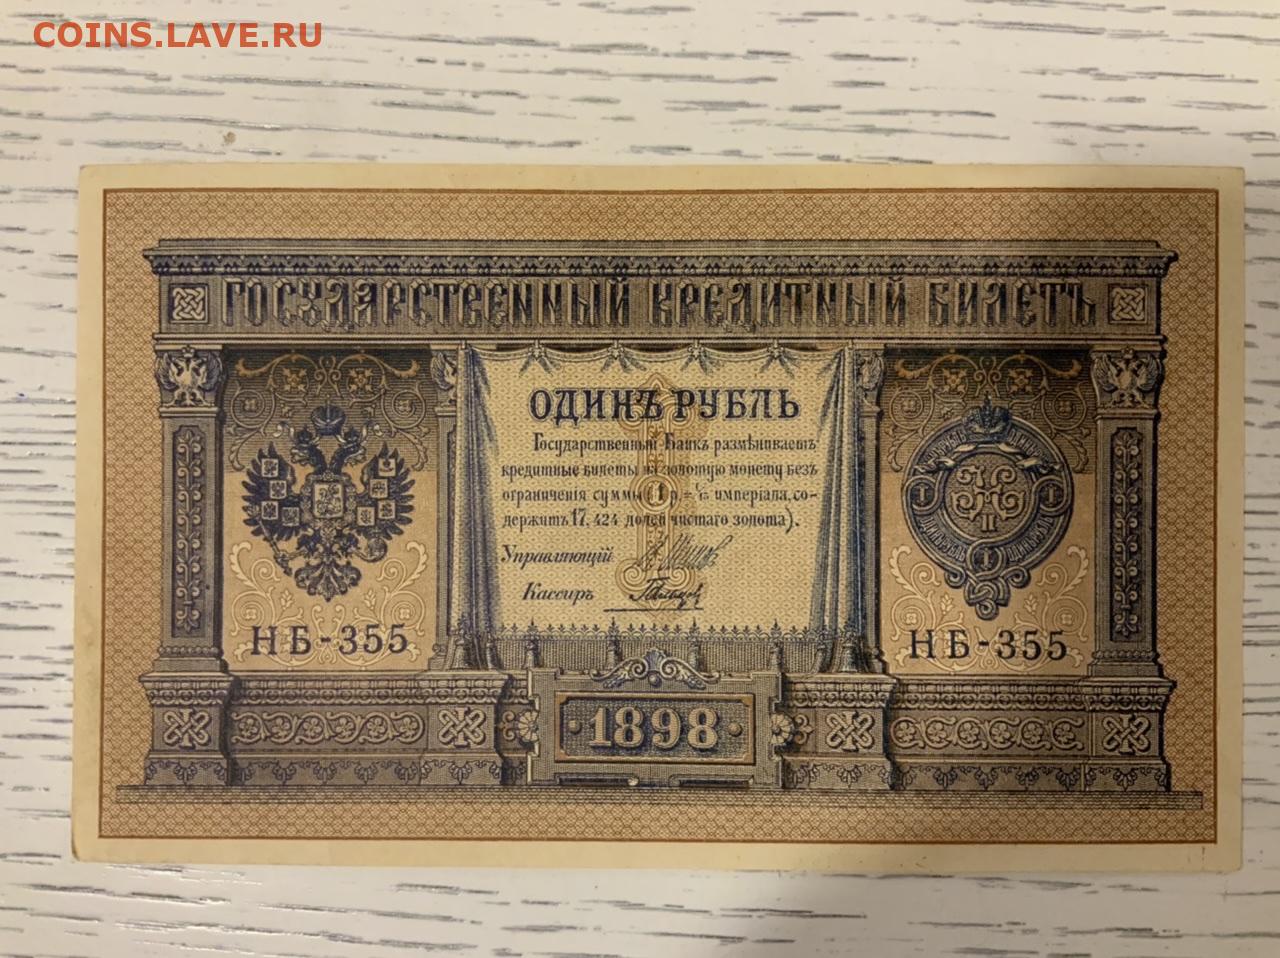 COINS.LAVE.RU
ГОСУДАРСТВЕННЫЙ КРЕДИТНЫЙ БИЛЕТЪ
ОДИНЪ РУБЛЬ
Государственный Банкъ размѣниваетъ
кредитные билеты на золотую монету безъ
ограниченія суммы (1 р. = 1/15 имперіала, со-
держитъ 17,424 долей чистаго золота).
Управляющій
Кассиръ
НБ-355
НБ-355
1898